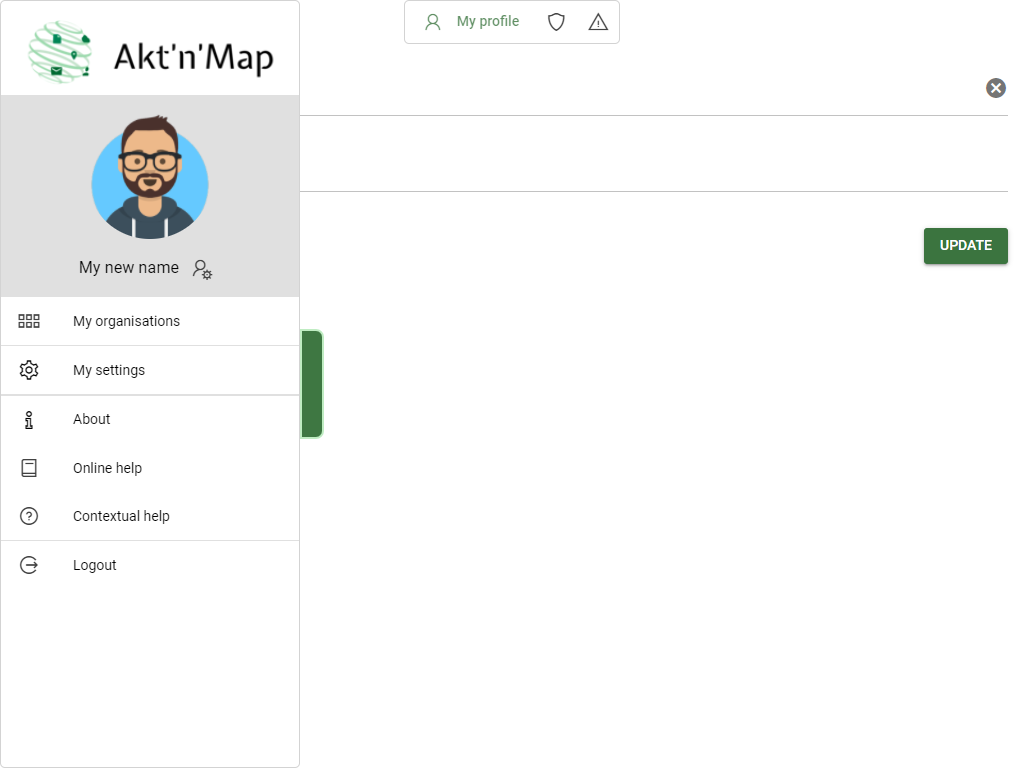 Akt'n'Map
My profile
My new name
UPDATE
My organisations
My settings
About
Online help
Contextual help
Logout